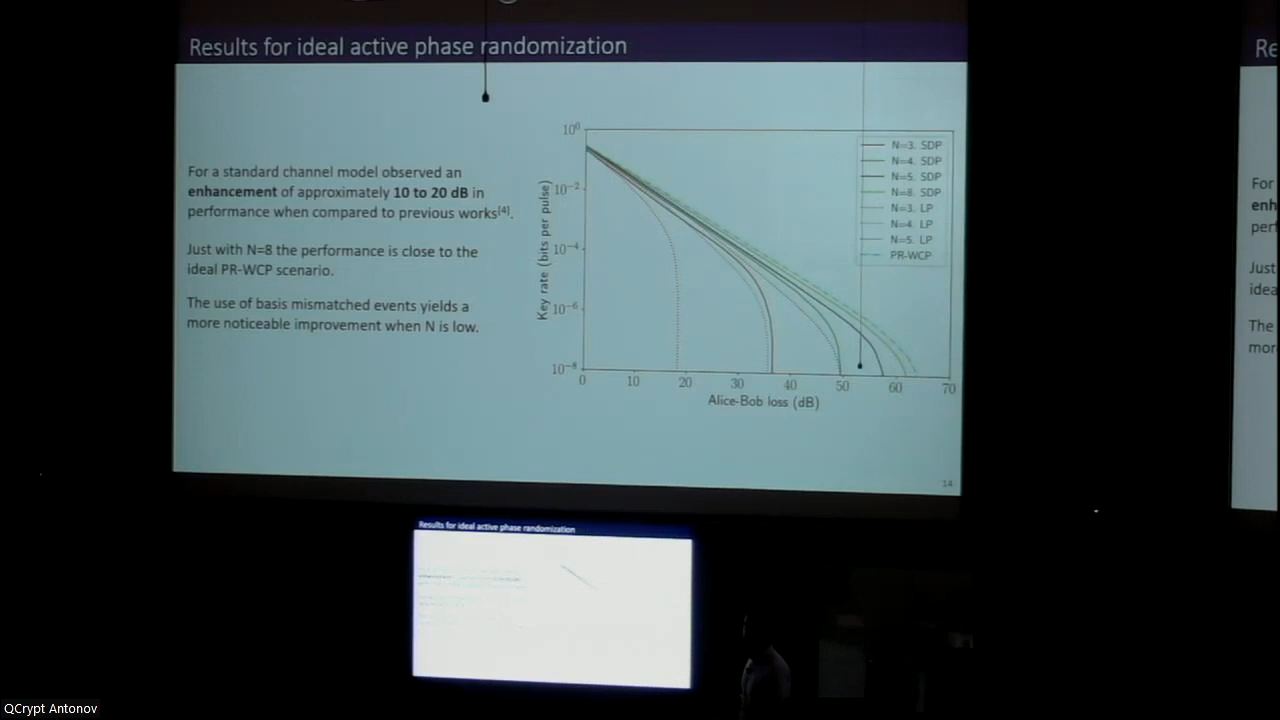 Results for ideal active phase randomization
Re
For a standard channel model observed an
enhancement of approximately 10 to 20 dB in
performance when compared to previous works[4].
Just with N=8 the performance is close to the
ideal PR-WCP scenario.
The use of basis mismatched events yields a
more noticeable improvement when N is low.
Key rate (bits per pulse)
10⁰
10⁻²
10⁻⁴
10⁻⁶
10⁻⁸
0 10 20 30 40 50 60 70
Alice-Bob loss (dB)
N=3. SDP
N=4. SDP
N=5. SDP
N=8. SDP
N=3. LP
N=4. LP
N=5. LP
PR-WCP
14
For
enh
per
Just
idea
The
mor
Results for ideal active phase randomization
QCrypt Antonov